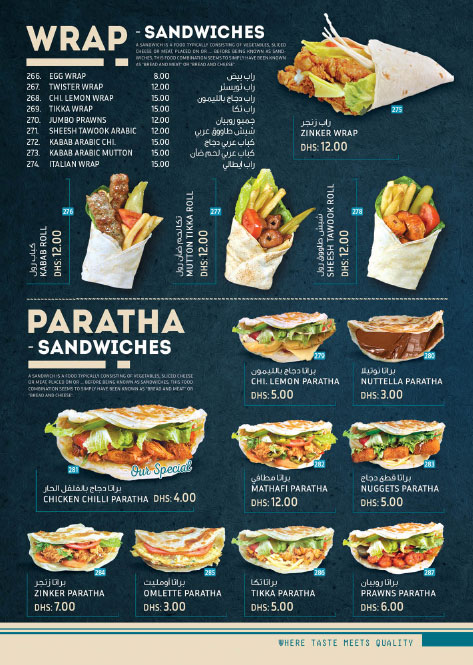 WRAP - SANDWICHES
A SANDWICH IS A FOOD TYPICALLY CONSISTING OF VEGETABLES, SLICED
CHEESE OR MEAT, PLACED ON OR ... BEFORE BEING KNOWN AS SAND-
WICHES. THIS FOOD COMBINATION SEEMS TO SIMPLY HAVE BEEN KNOWN
AS "BREAD AND MEAT" OR "BREAD AND CHEESE"
266. EGG WRAP 8.00 راب بيض
267. TWISTER WRAP 12.00 راب تويستر
268. CHI LEMON WRAP 15.00 راب دجاج بالليمون
269. TIKKA WRAP 15.00 راب تكا
270. JUMBO PRAWNS 12.00 جمبو روبيان
271. SHEESH TAWOOK ARABIC 12.00 شيش طاووق عربي
272. KABAB ARABIC CHI. 15.00 كباب عربي دجاج
273. KABAB ARABIC MUTTON 15.00 كباب عربي لحم ضأن
274. ITALIAN WRAP 15.00 راب ايطالي
275
راب زنجر
ZINKER WRAP
DHS: 12.00
276
كباب رول
KABAB ROLL
DHS: 12.00
277
تكا لحم ضأن رول
MUTTON TIKKA ROLL
DHS: 12.00
278
شيش طاووق رول
SHEESH TAWOOK ROLL
DHS: 12.00
PARATHA
- SANDWICHES
A SANDWICH IS A FOOD TYPICALLY CONSISTING OF VEGETABLES, SLICED CHEESE
OR MEAT, PLACED ON OR ... BEFORE BEING KNOWN AS SANDWICHES. THIS FOOD
COMBINATION SEEMS TO SIMPLY HAVE BEEN KNOWN AS "BREAD AND MEAT" OR
"BREAD AND CHEESE"
279
براتا دجاج بالليمون
CHI. LEMON PARATHA
DHS: 5.00
280
براتا نوتيلا
NUTTELLA PARATHA
DHS: 3.00
281
Our Special
براتا دجاج بالفلفل الحار
CHICKEN CHILLI PARATHA DHS: 4.00
282
براتا مطافي
MATHAFI PARATHA
DHS: 12.00
283
براتا قطع دجاج
NUGGETS PARATHA
DHS: 5.00
284
براتا زنجر
ZINKER PARATHA
DHS: 7.00
285
براتا أومليت
OMLETTE PARATHA
DHS: 3.00
286
براتا تكا
TIKKA PARATHA
DHS: 5.00
287
براتا روبيان
PRAWNS PARATHA
DHS: 6.00
WHERE TASTE MEETS QUALITY